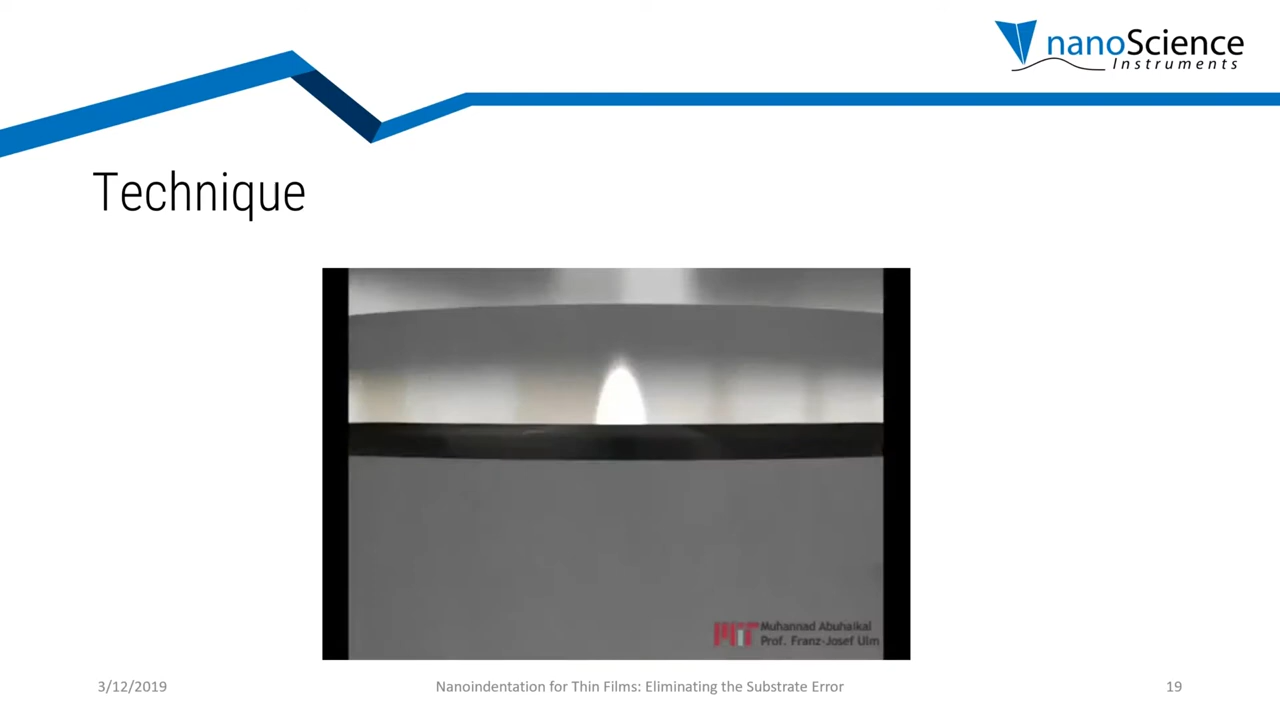 nanoScience
Instruments
Technique
MIT
Muhannad Abuhaikal
Prof. Franz-Josef Ulm
3/12/2019
Nanoindentation for Thin Films: Eliminating the Substrate Error
19